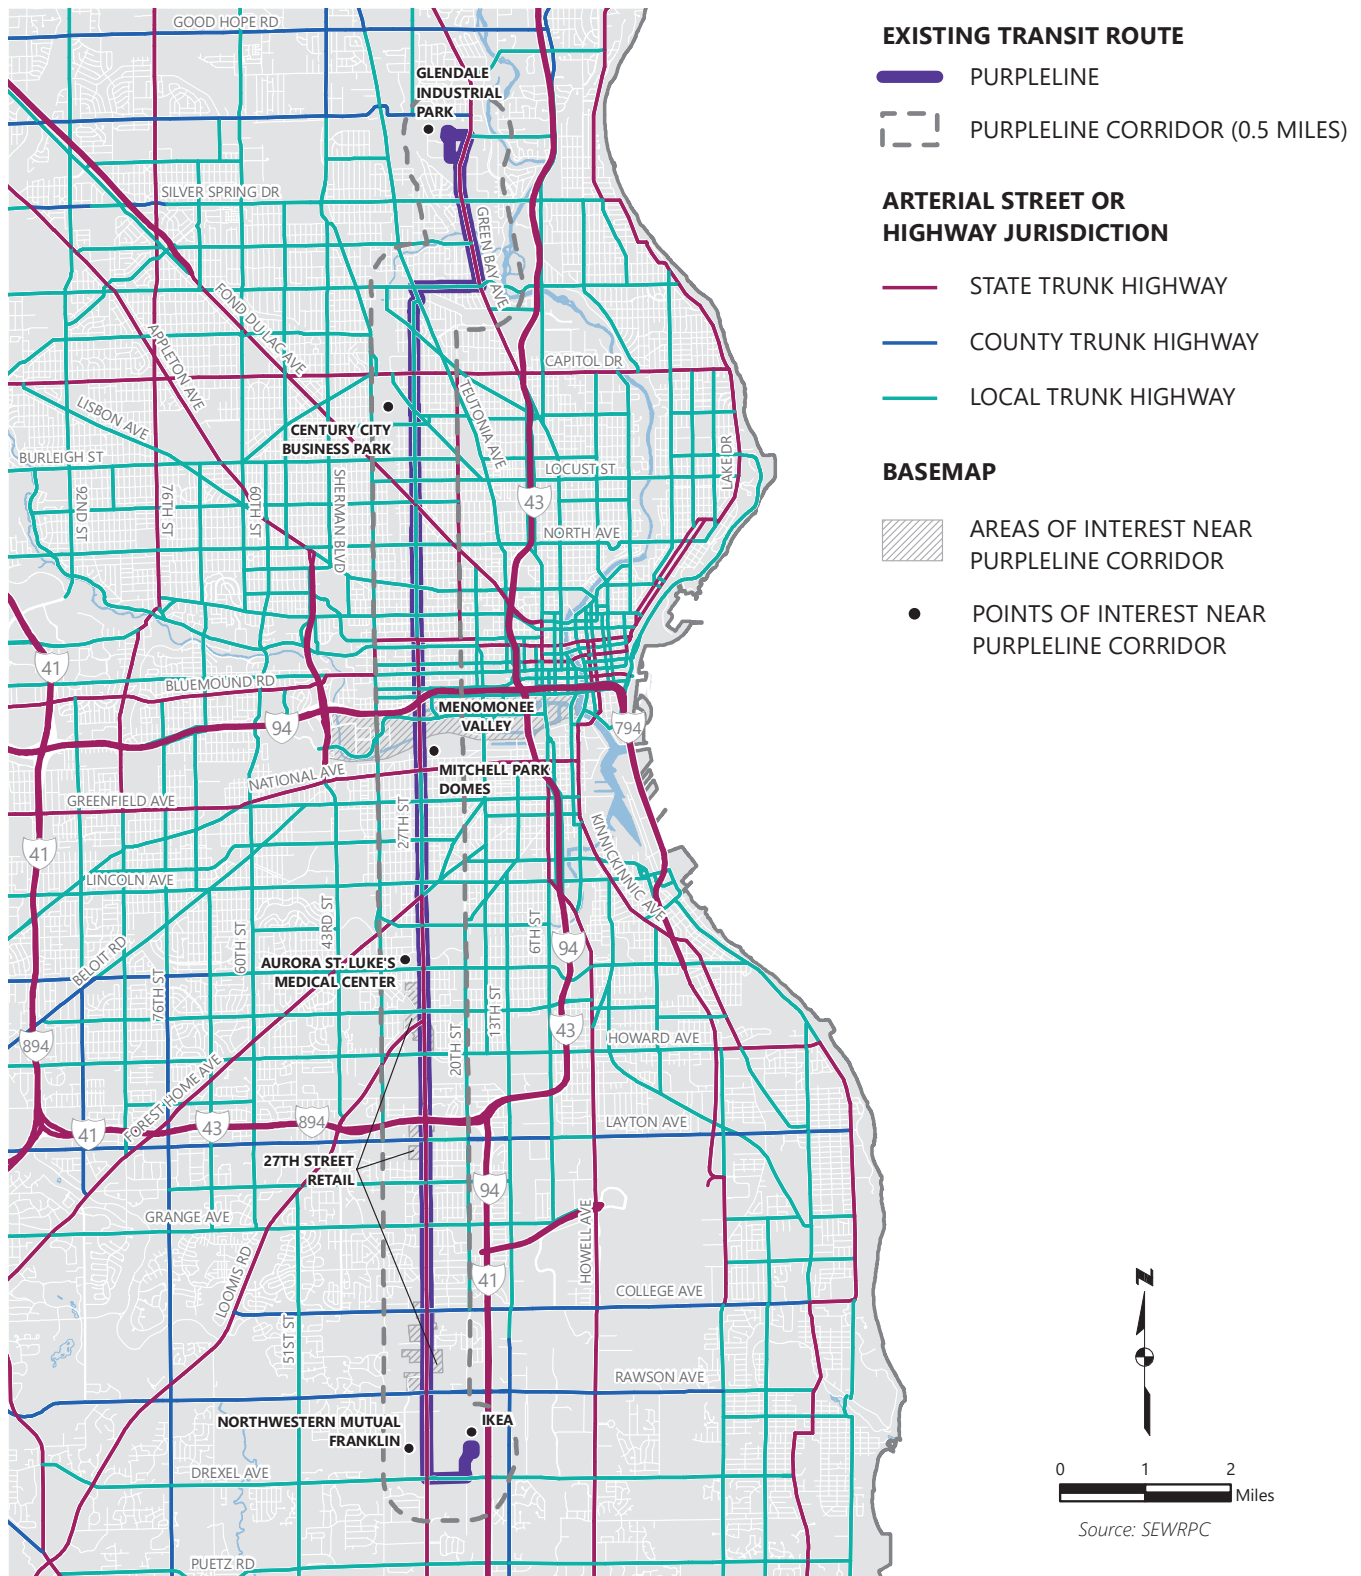 GOOD HOPE RD
GLENDALE
INDUSTRIAL
PARK
SILVER SPRING DR
GREEN BAY AVE
FOND DU LAC AVE
APPLETON AVE
CAPITOL DR
LISBON AVE
TEUTONIA AVE
CENTURY CITY
BUSINESS PARK
BURLEIGH ST
LOCUST ST
LAKE DR
92ND ST
76TH ST
60TH ST
SHERMAN BLVD
43
NORTH AVE
41
BLUEMOUND RD
94
MENOMONEE
VALLEY
794
NATIONAL AVE
MITCHELL PARK
DOMES
GREENFIELD AVE
27TH ST
KINNICKINNIC AVE
41
LINCOLN AVE
43RD ST
60TH ST
6TH ST
94
BELOIT RD
AURORA ST. LUKE'S
MEDICAL CENTER
76TH ST
13TH ST
20TH ST
43
HOWARD AVE
894
FOREST HOME AVE
41
43
894
LAYTON AVE
27TH STREET
RETAIL
94
GRANGE AVE
HOWELL AVE
LOOMIS RD
41
COLLEGE AVE
51ST ST
RAWSON AVE
NORTHWESTERN MUTUAL
FRANKLIN
IKEA
DREXEL AVE
PUETZ RD
EXISTING TRANSIT ROUTE
PURPLELINE
PURPLELINE CORRIDOR (0.5 MILES)
ARTERIAL STREET OR
HIGHWAY JURISDICTION
STATE TRUNK HIGHWAY
COUNTY TRUNK HIGHWAY
LOCAL TRUNK HIGHWAY
BASEMAP
AREAS OF INTEREST NEAR
PURPLELINE CORRIDOR
POINTS OF INTEREST NEAR
PURPLELINE CORRIDOR
N
0 1 2
Miles
Source: SEWRPC